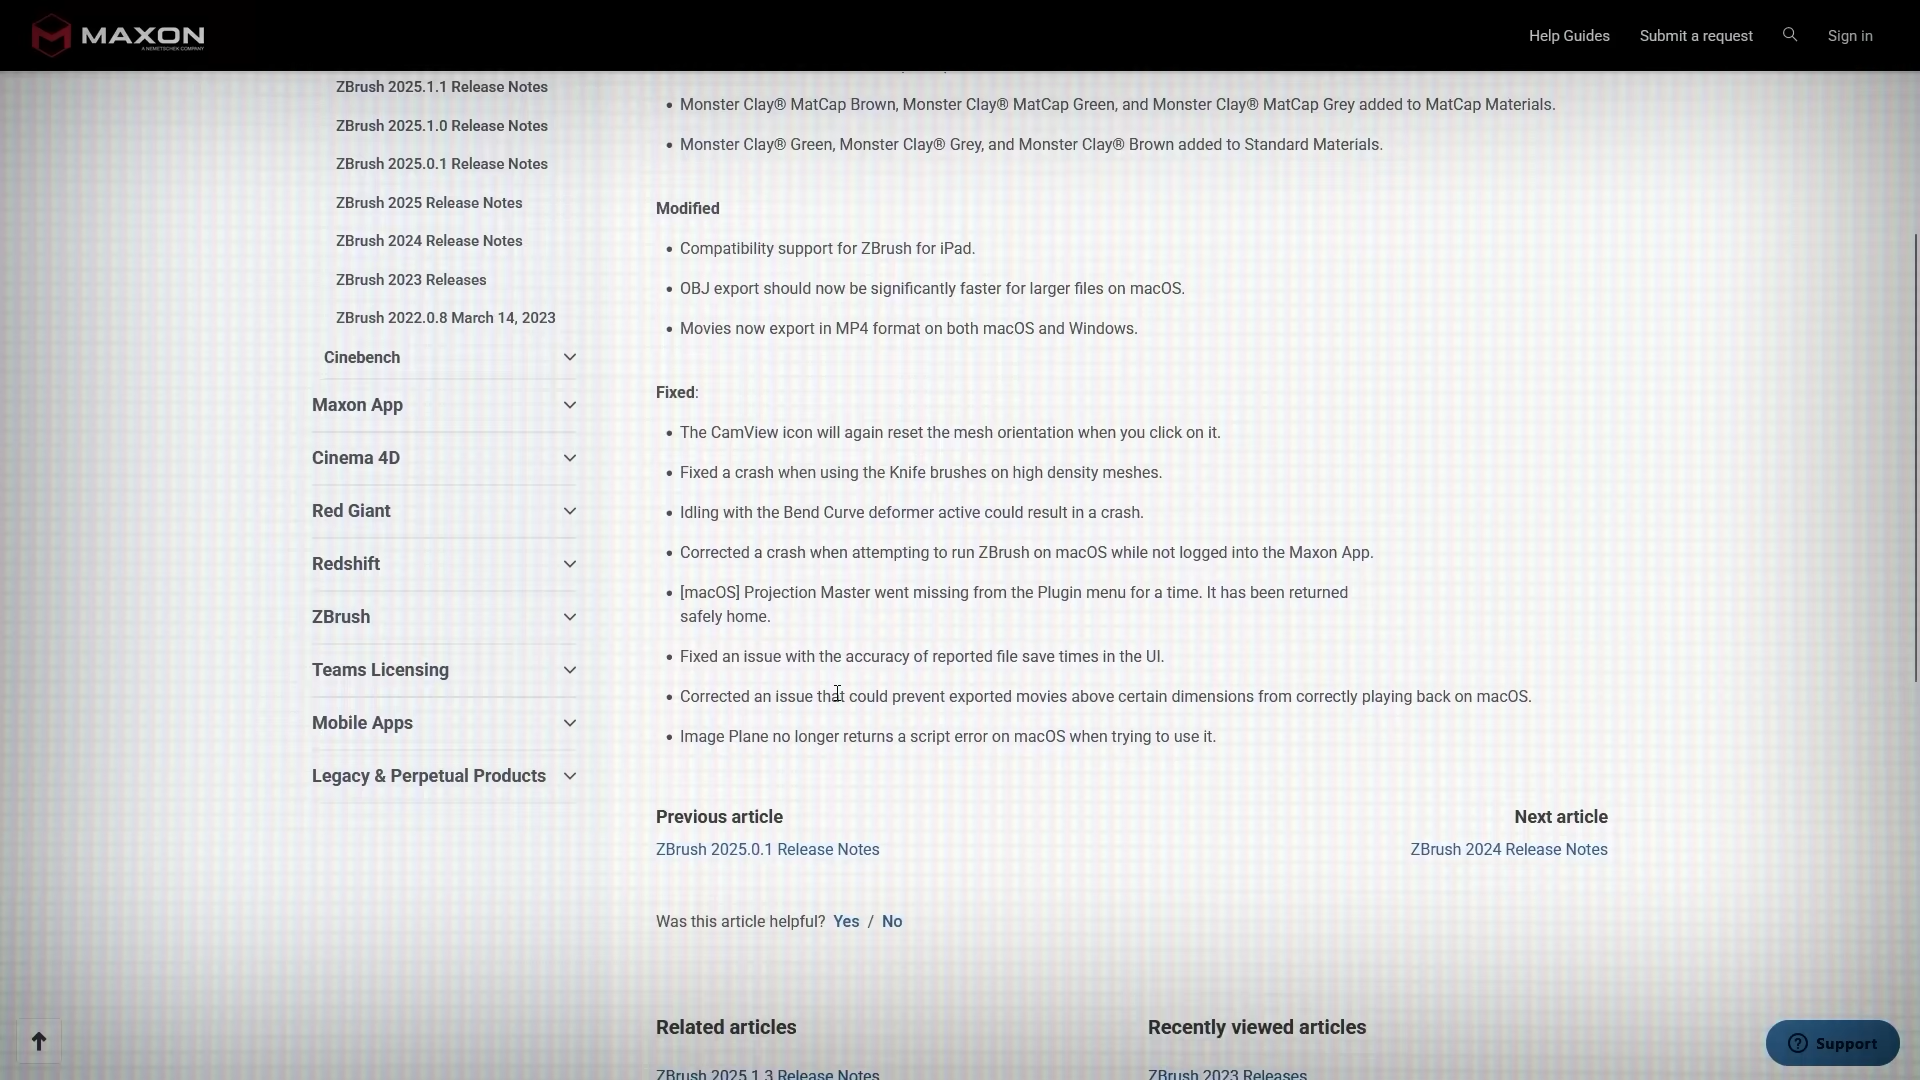 MAXON
A NEMETSCHEK COMPANY
Help Guides
Submit a request
Sign in
ZBrush 2025.1.1 Release Notes
ZBrush 2025.1.0 Release Notes
ZBrush 2025.0.1 Release Notes
ZBrush 2025 Release Notes
ZBrush 2024 Release Notes
ZBrush 2023 Releases
ZBrush 2022.0.8 March 14, 2023
Cinebench
Maxon App
Cinema 4D
Red Giant
Redshift
ZBrush
Teams Licensing
Mobile Apps
Legacy & Perpetual Products
• Monster Clay® MatCap Brown, Monster Clay® MatCap Green, and Monster Clay® MatCap Grey added to MatCap Materials.
• Monster Clay® Green, Monster Clay® Grey, and Monster Clay® Brown added to Standard Materials.
Modified
• Compatibility support for ZBrush for iPad.
• OBJ export should now be significantly faster for larger files on macOS.
• Movies now export in MP4 format on both macOS and Windows.
Fixed:
• The CamView icon will again reset the mesh orientation when you click on it.
• Fixed a crash when using the Knife brushes on high density meshes.
• Idling with the Bend Curve deformer active could result in a crash.
• Corrected a crash when attempting to run ZBrush on macOS while not logged into the Maxon App.
• [macOS] Projection Master went missing from the Plugin menu for a time. It has been returned
safely home.
• Fixed an issue with the accuracy of reported file save times in the UI.
• Corrected an issue that could prevent exported movies above certain dimensions from correctly playing back on macOS.
• Image Plane no longer returns a script error on macOS when trying to use it.
Previous article
ZBrush 2025.0.1 Release Notes
Next article
ZBrush 2024 Release Notes
Was this article helpful? Yes / No
Related articles
ZBrush 2025.1.3 Release Notes
Recently viewed articles
ZBrush 2023 Releases
Support